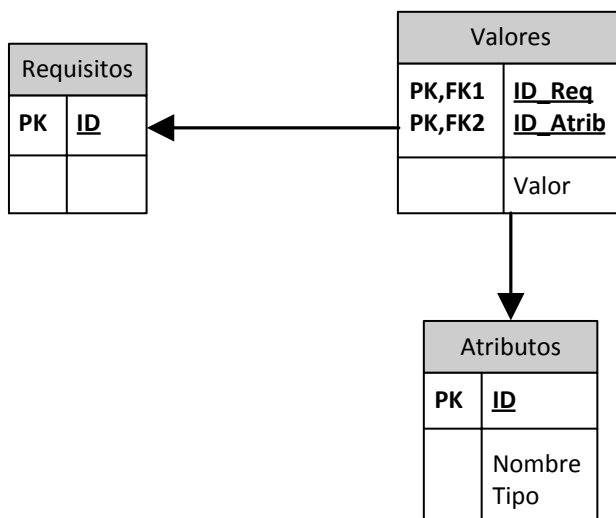 Requisitos
PK ID
Valores
PK,FK1 ID_Req
PK,FK2 ID_Atrib
Valor
Atributos
PK ID
Nombre
Tipo